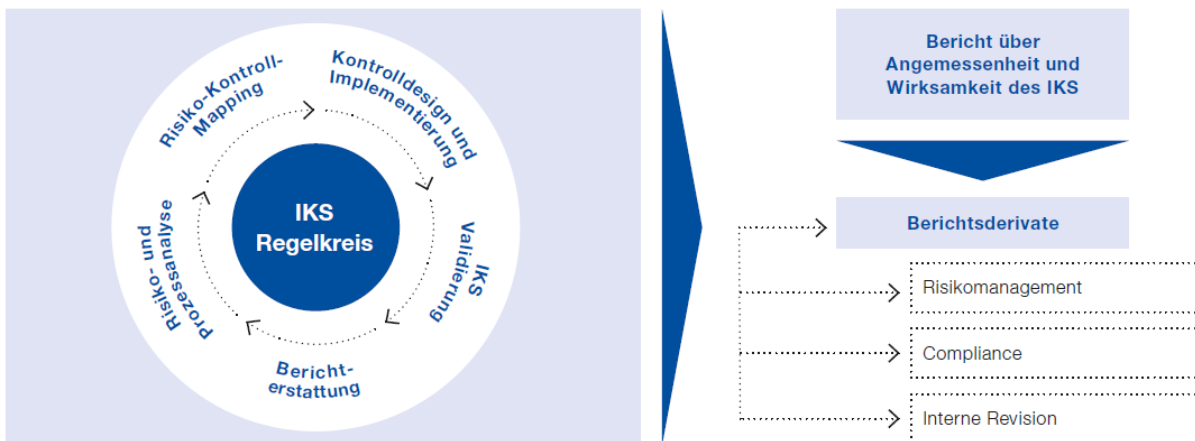 Risiko-Kontroll-
Mapping
Kontrolldesign und
Implementierung
IKS
Validierung
Bericht-
erstattung
Risiko- und
Prozessanalyse
IKS
Regelkreis
Bericht über
Angemessenheit und
Wirksamkeit des IKS
Berichtsderivate
Risikomanagement
Compliance
Interne Revision